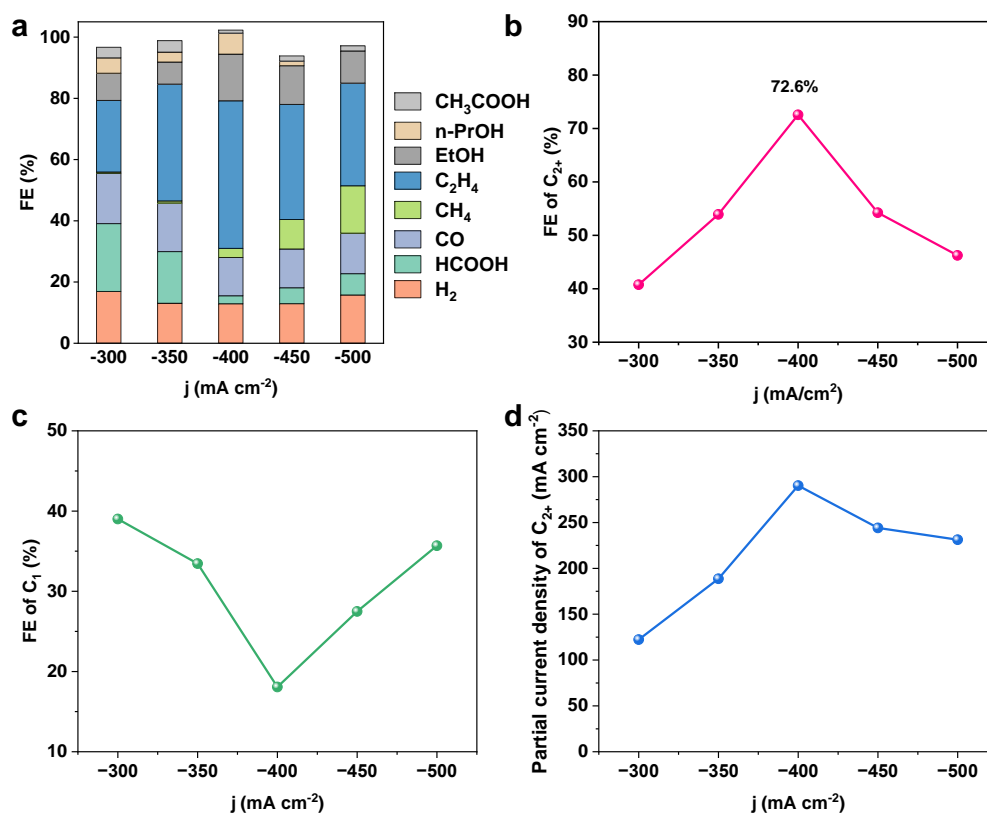 a
FE (%)
100
80
60
40
20
0
-300 -350 -400 -450 -500
j (mA cm⁻²)
CH₃COOH
n-PrOH
EtOH
C₂H₄
CH₄
CO
HCOOH
H₂
b
FE of C₂₊ (%)
90
80
70
60
50
40
30
72.6%
−300 −350 −400 −450 −500
j (mA/cm²)
c
FE of C₁ (%)
50
40
30
20
10
−300 −350 −400 −450 −500
j (mA cm⁻²)
d
Partial current density of C₂₊ (mA cm⁻²)
350
300
250
200
150
100
50
0
−300 −350 −400 −450 −500
j (mA cm⁻²)